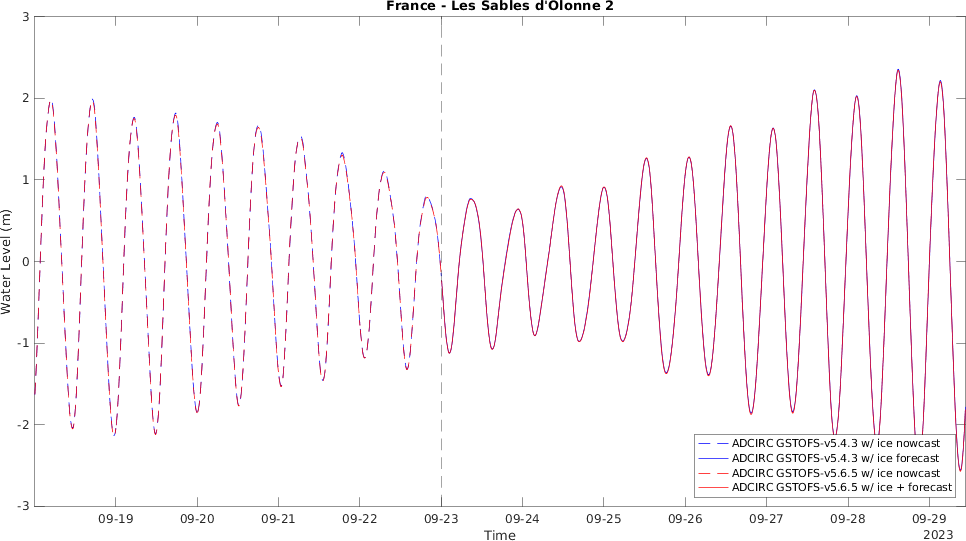 France - Les Sables d'Olonne 2
3
2
1
0
-1
-2
-3
Water Level (m)
ADCIRC GSTOFS-v5.4.3 w/ ice nowcast
ADCIRC GSTOFS-v5.4.3 w/ ice forecast
ADCIRC GSTOFS-v5.6.5 w/ ice nowcast
ADCIRC GSTOFS-v5.6.5 w/ ice + forecast
09-19 09-20 09-21 09-22 09-23 09-24 09-25 09-26 09-27 09-28 09-29
Time
2023